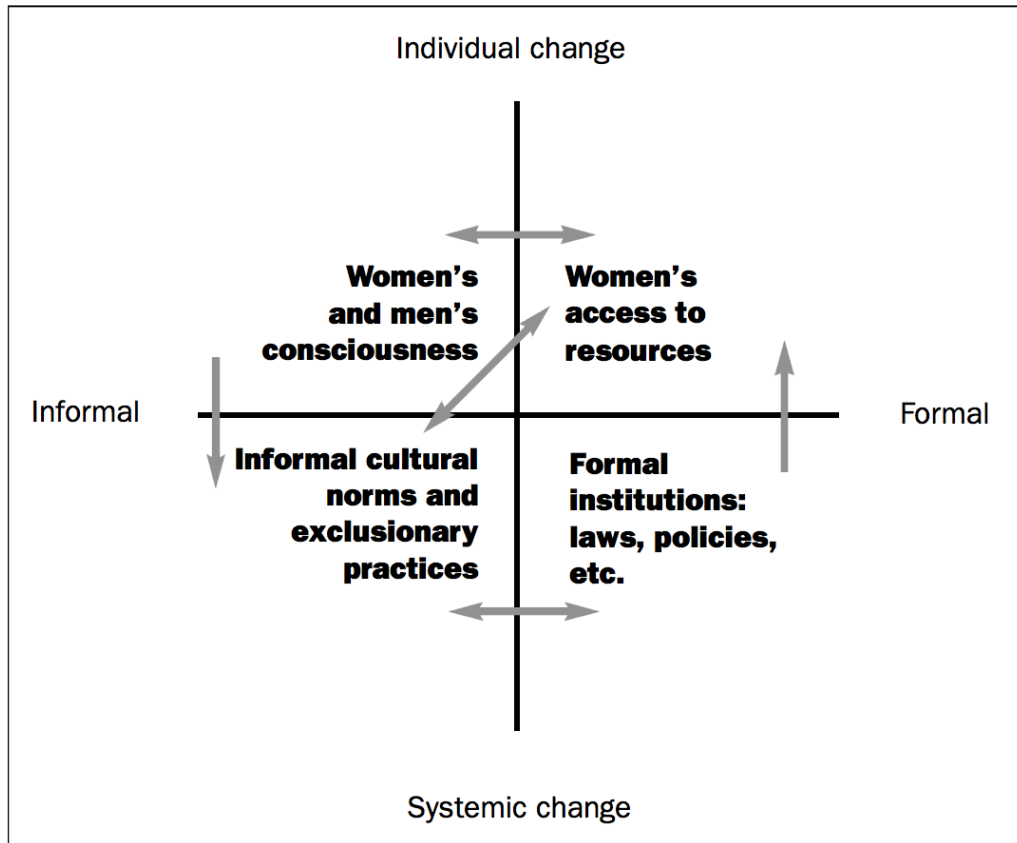 Individual change
Women’s
and men’s
consciousness
Women’s
access to
resources
Informal
Formal
Informal cultural
norms and
exclusionary
practices
Formal
institutions:
laws, policies,
etc.
Systemic change